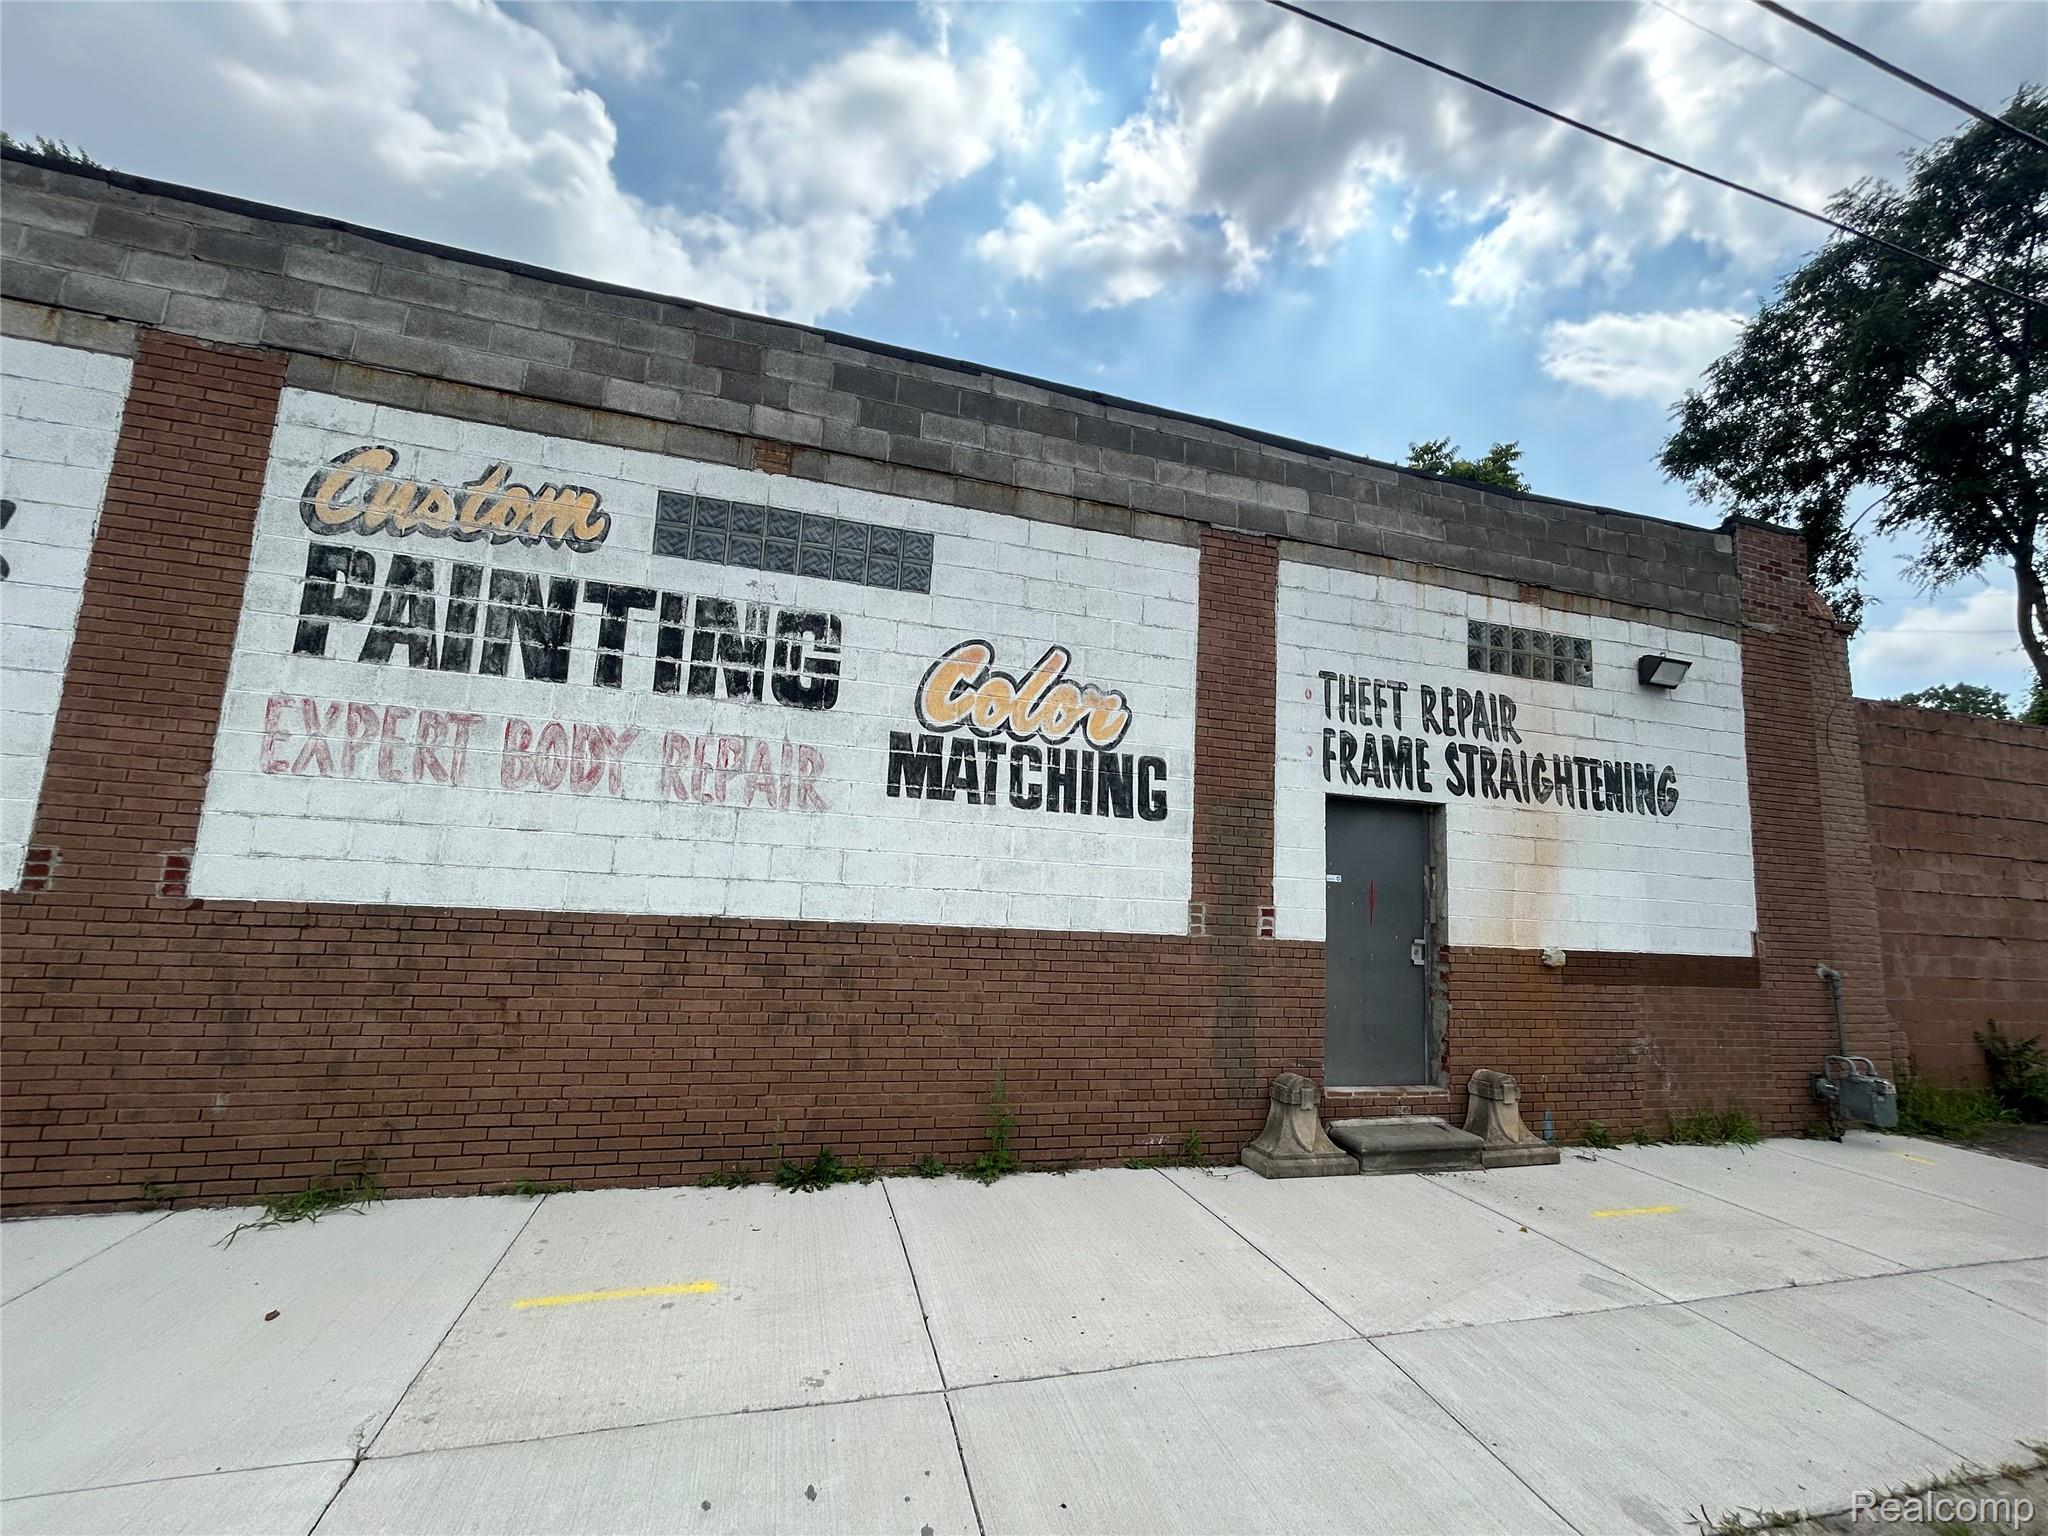 Custom
PAINTING
EXPERT BODY REPAIR
Color
MATCHING
THEFT REPAIR
FRAME STRAIGHTENING
Realcomp